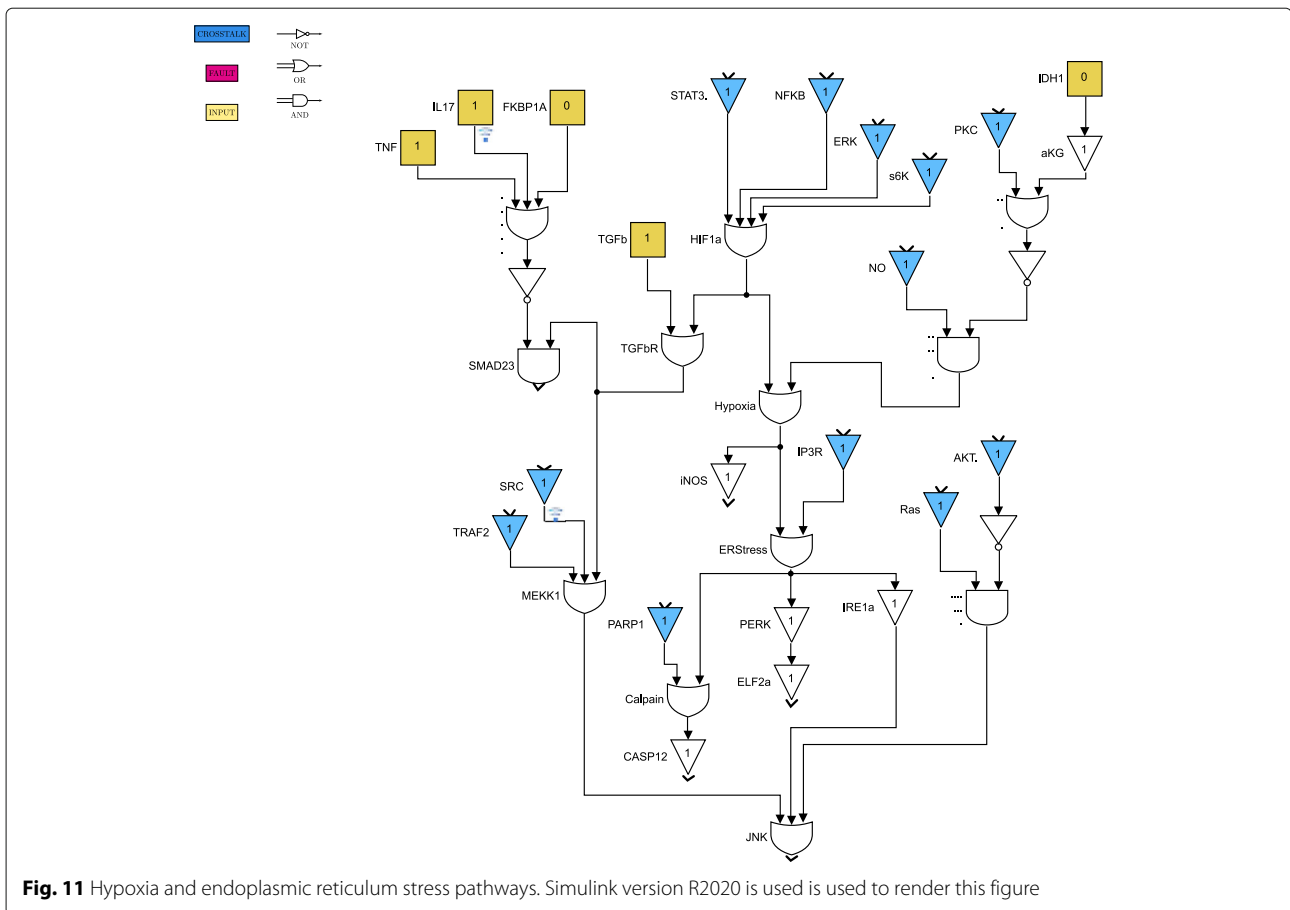 CROSSTALK
NOT
FAULT
OR
INPUT
AND
IL17
1
FKBP1A
0
TNF
1
STAT3.
1
NFKB
1
ERK
1
s6K
1
IDH1
0
PKC
1
aKG
1
TGFb
1
HIF1a
NO
1
SMAD23
TGFbR
Hypoxia
iNOS
1
IP3R
1
AKT.
1
SRC
1
Ras
1
TRAF2
1
ERStress
MEKK1
PARP1
1
PERK
1
IRE1a
1
Calpain
ELF2a
1
CASP12
1
JNK
Fig. 11 Hypoxia and endoplasmic reticulum stress pathways. Simulink version R2020 is used is used to render this figure